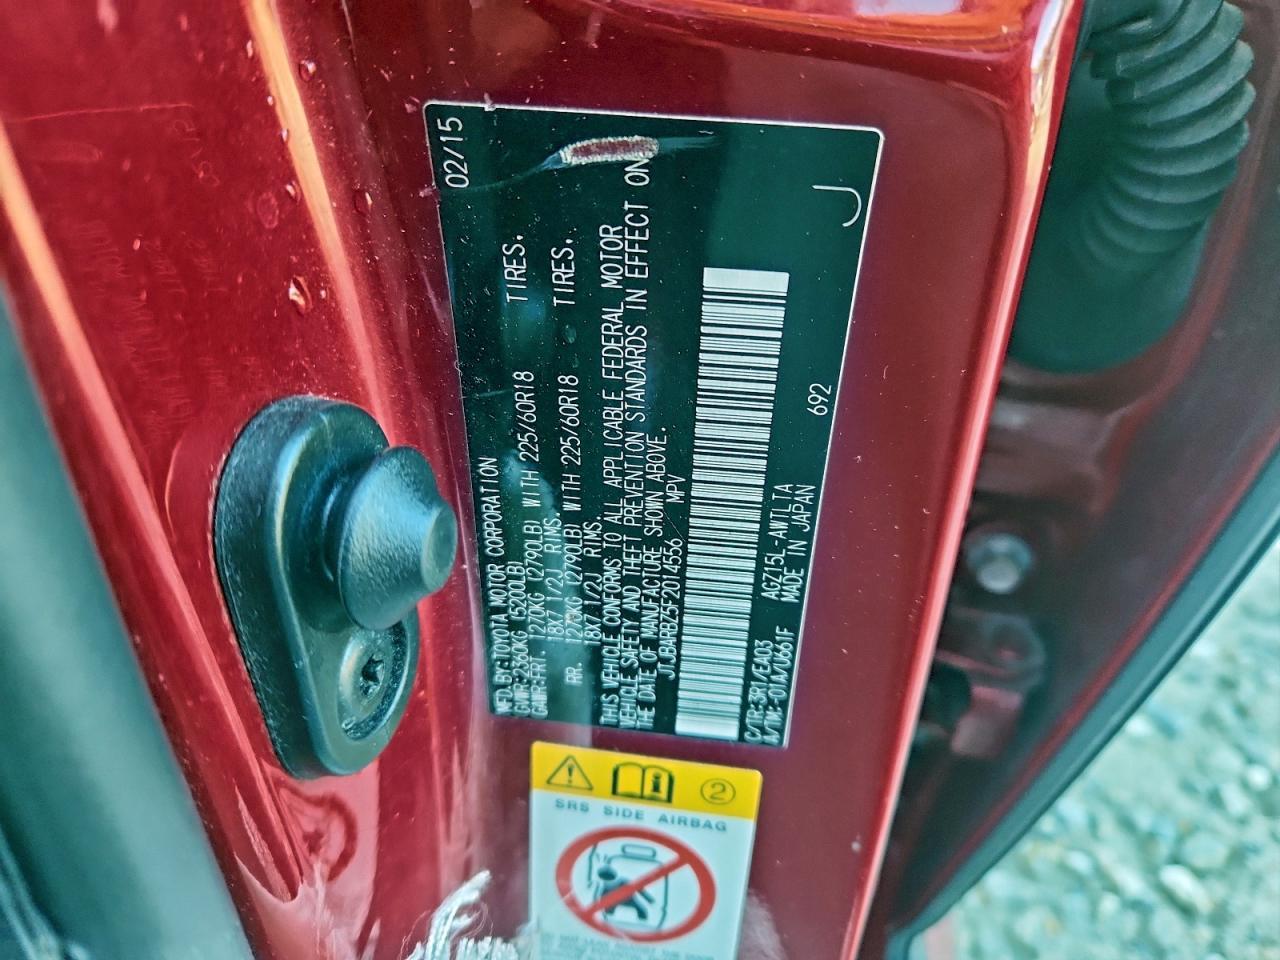 02/15
MFD.BY:TOYOTA MOTOR CORPORATION
GVWR:2360KG (5200LB)
GAWR:FRT. 1270KG (2790LB) WITH 225/60R18 TIRES.
18X7 1/2J RIMS.
RR. 1270KG (2790LB) WITH 225/60R18 TIRES.
18X7 1/2J RIMS.
THIS VEHICLE CONFORMS TO ALL APPLICABLE FEDERAL MOTOR
VEHICLE SAFETY AND THEFT PREVENTION STANDARDS IN EFFECT ON
THE DATE OF MANUFACTURE SHOWN ABOVE.
JTJBARBZ5F2014556 MPV
C/TR:3R1/EA03 AGZ15L-AWTLTA 692
A/TM:-01A/U661F MADE IN JAPAN
J
2
SRS SIDE AIRBAG